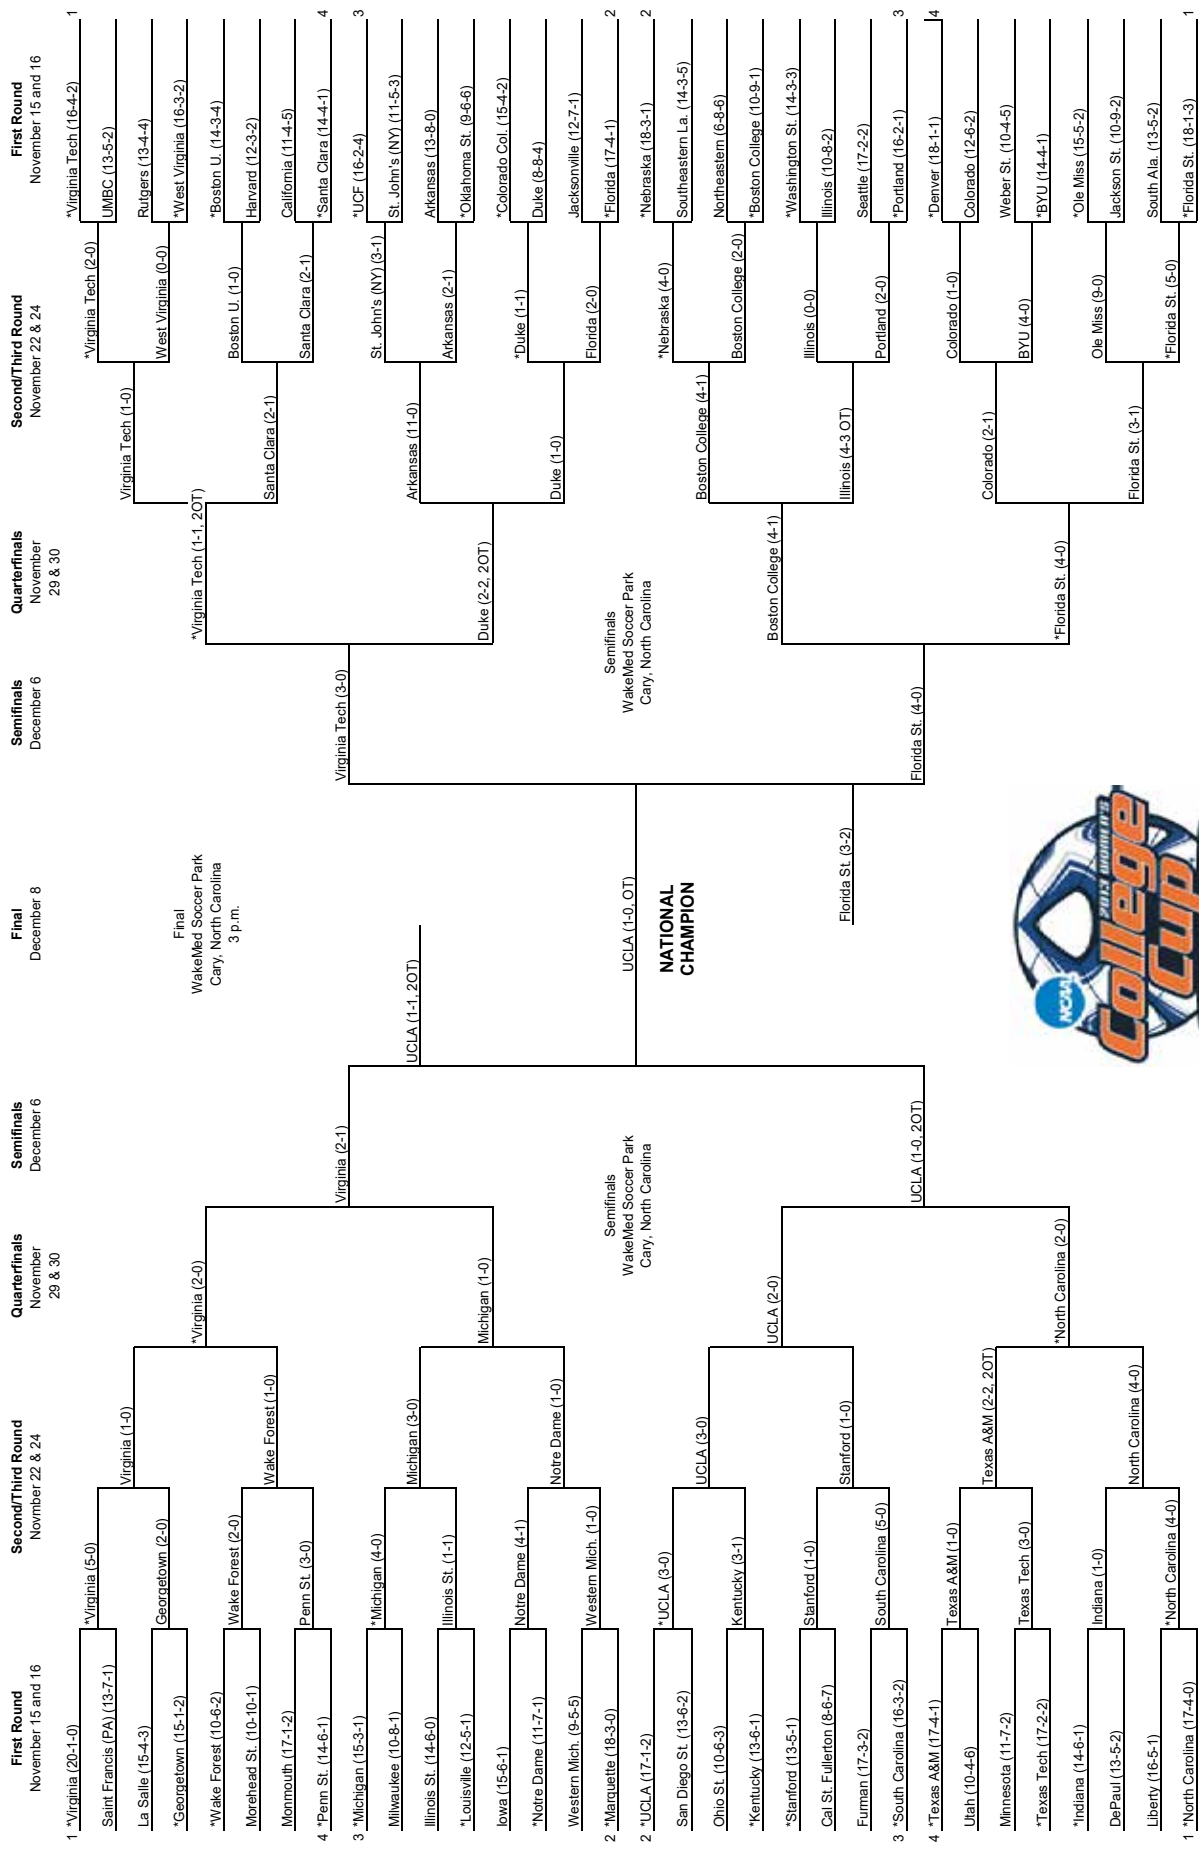 First Round
November 15 and 16
Second/Third Round
Novmber 22 & 24
Quarterfinals
November
29 & 30
Semifinals
December 6
Final
December 8
Semifinals
December 6
Quarterfinals
November
29 & 30
Second/Third Round
November 22 & 24
First Round
November 15 and 16
1 *Virginia (20-1-0)
Saint Francis (PA) (13-7-1)
La Salle (15-4-3)
*Georgetown (15-1-2)
*Wake Forest (10-6-2)
Morehead St. (10-10-1)
Monmouth (17-1-2)
4 *Penn St. (14-6-1)
3 *Michigan (15-3-1)
Milwaukee (10-8-1)
Illinois St. (14-6-0)
*Louisville (12-5-1)
Iowa (15-6-1)
*Notre Dame (11-7-1)
Western Mich. (9-5-5)
2 *Marquette (18-3-0)
2 *UCLA (17-1-2)
San Diego St. (13-6-2)
Ohio St. (10-6-3)
*Kentucky (13-6-1)
*Stanford (13-5-1)
Cal St. Fullerton (8-6-7)
Furman (17-3-2)
3 *South Carolina (16-3-2)
4 *Texas A&M (17-4-1)
Utah (10-4-6)
Minnesota (11-7-2)
*Texas Tech (17-2-2)
*Indiana (14-6-1)
DePaul (13-5-2)
Liberty (16-5-1)
1 *North Carolina (17-4-0)
*Virginia (5-0)
Georgetown (2-0)
Wake Forest (2-0)
Penn St. (3-0)
*Michigan (4-0)
Illinois St. (1-1)
Notre Dame (4-1)
Western Mich. (1-0)
*UCLA (3-0)
Kentucky (3-1)
Stanford (1-0)
South Carolina (5-0)
Texas A&M (1-0)
Texas Tech (3-0)
Indiana (1-0)
*North Carolina (4-0)
Virginia (1-0)
Wake Forest (1-0)
Michigan (3-0)
Notre Dame (1-0)
UCLA (3-0)
Stanford (1-0)
Texas A&M (2-2, 2OT)
North Carolina (4-0)
*Virginia (2-0)
Michigan (1-0)
UCLA (2-0)
*North Carolina (2-0)
Virginia (2-1)
Semifinals
WakeMed Soccer Park
Cary, North Carolina
UCLA (1-0, 2OT)
UCLA (1-1, 2OT)
Final
WakeMed Soccer Park
Cary, North Carolina
3 p.m.
UCLA (1-0, OT)
NATIONAL
CHAMPION
Florida St. (3-2)
NCAA
2013 WOMEN'S
College
Cup
Virginia Tech (3-0)
Semifinals
WakeMed Soccer Park
Cary, North Carolina
Florida St. (4-0)
*Virginia Tech (1-1, 2OT)
Duke (2-2, 2OT)
Boston College (4-1)
*Florida St. (4-0)
Virginia Tech (1-0)
Santa Clara (2-1)
Arkansas (11-0)
Duke (1-0)
Boston College (4-1)
Illinois (4-3 OT)
Colorado (2-1)
Florida St. (3-1)
*Virginia Tech (2-0)
West Virginia (0-0)
Boston U. (1-0)
Santa Clara (2-1)
St. John's (NY) (3-1)
Arkansas (2-1)
*Duke (1-1)
Florida (2-0)
*Nebraska (4-0)
Boston College (2-0)
Illinois (0-0)
Portland (2-0)
Colorado (1-0)
BYU (4-0)
Ole Miss (9-0)
*Florida St. (5-0)
*Virginia Tech (16-4-2) 1
UMBC (13-5-2)
Rutgers (13-4-4)
*West Virginia (16-3-2)
*Boston U. (14-3-4)
Harvard (12-3-2)
California (11-4-5)
*Santa Clara (14-4-1) 4
*UCF (16-2-4) 3
St. John's (NY) (11-5-3)
Arkansas (13-8-0)
*Oklahoma St. (9-6-6)
*Colorado Col. (15-4-2)
Duke (8-8-4)
Jacksonville (12-7-1)
*Florida (17-4-1) 2
*Nebraska (18-3-1) 2
Southeastern La. (14-3-5)
Northeastern (6-8-6)
*Boston College (10-9-1)
*Washington St. (14-3-3)
Illinois (10-8-2)
Seattle (17-2-2)
*Portland (16-2-1) 3
*Denver (18-1-1) 4
Colorado (12-6-2)
Weber St. (10-4-5)
*BYU (14-4-1)
*Ole Miss (15-5-2)
Jackson St. (10-9-2)
South Ala. (13-5-2)
*Florida St. (18-1-3) 1